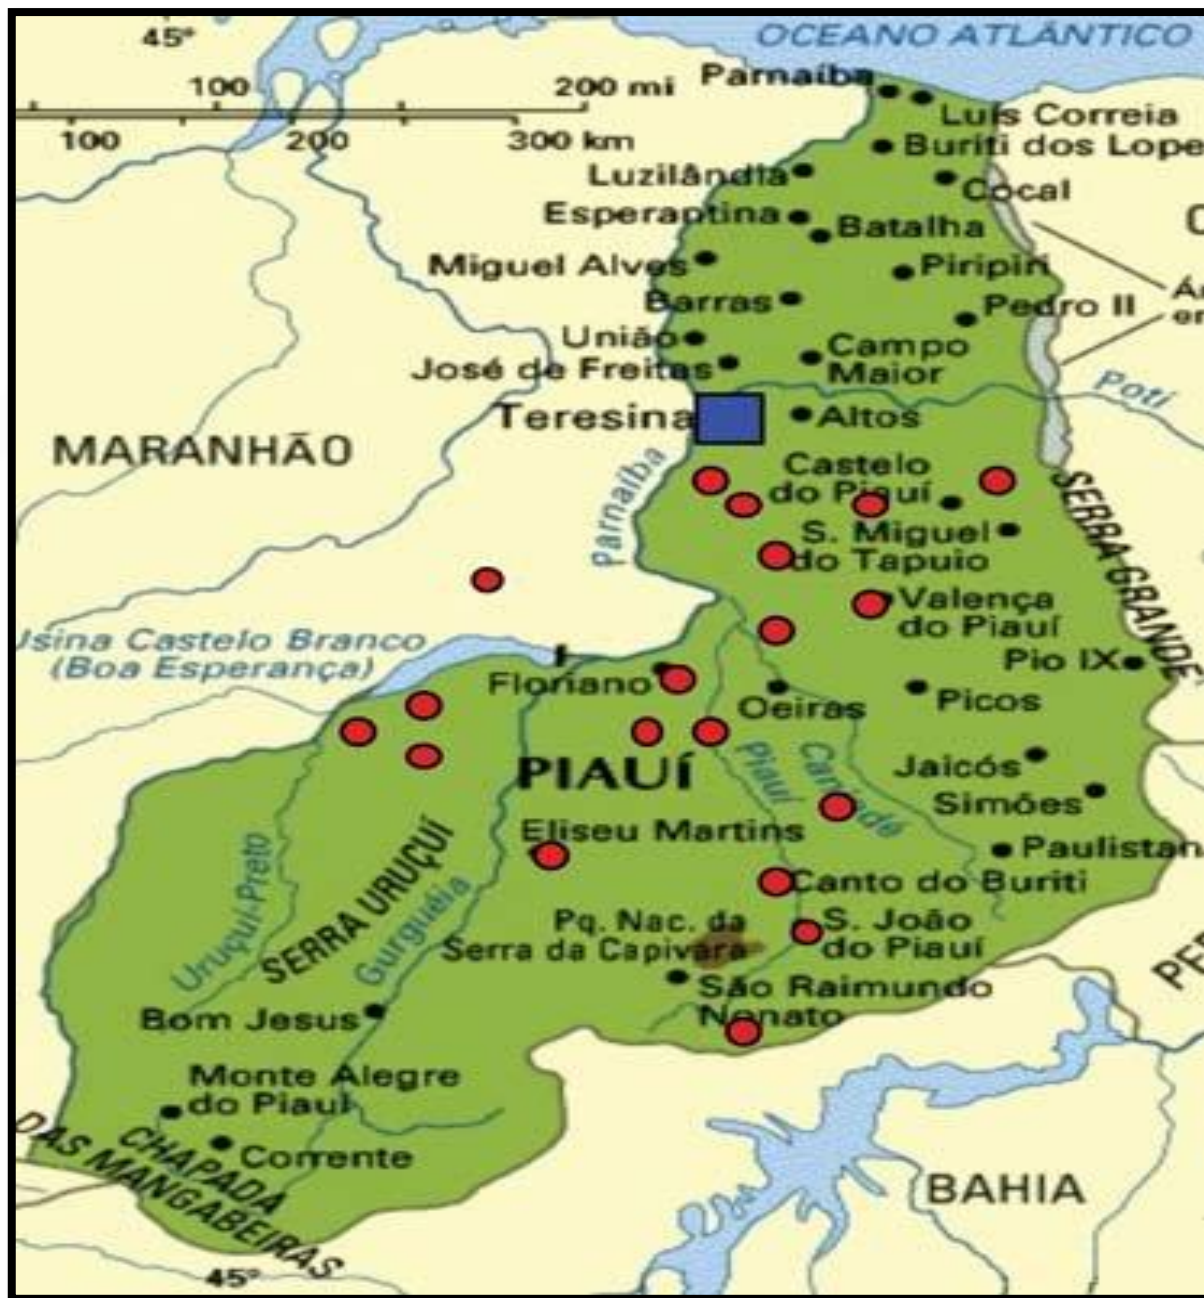 45°
OCEANO ATLÂNTICO
100
200 mi
100
200
300 km
Parnaíba
Luís Correia
Buriti dos Lope
Luzilândia
Cocal
Esperantina
Batalha
Miguel Alves
Piripiri
Barras
Pedro II
União
José de Freitas
Campo
Maior
Poti
Teresina
Altos
MARANHÃO
Parnaíba
Castelo
do Piauí
SERRA GRANDE
S. Miguel
do Tapuio
Valença
do Piauí
Usina Castelo Branco
(Boa Esperança)
Pio IX
Floriano
Oeiras
Picos
PIAUÍ
Piauí
Jaicós
Simões
Eliseu Martins
Paulistan
Uruçuí-Preto
SERRA URUÇUÍ
Gurguéia
Canto do Buriti
Pq. Nac. da
Serra da Capivara
S. João
do Piauí
São Raimundo
Nonato
Bom Jesus
Monte Alegre
do Piauí
Corrente
CHAPADA
DAS MANGABEIRAS
BAHIA
45°